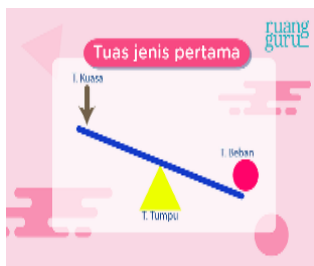 ruang
guru
Tuas jenis pertama
T. Kuasa
T. Beban
T. Tumpu